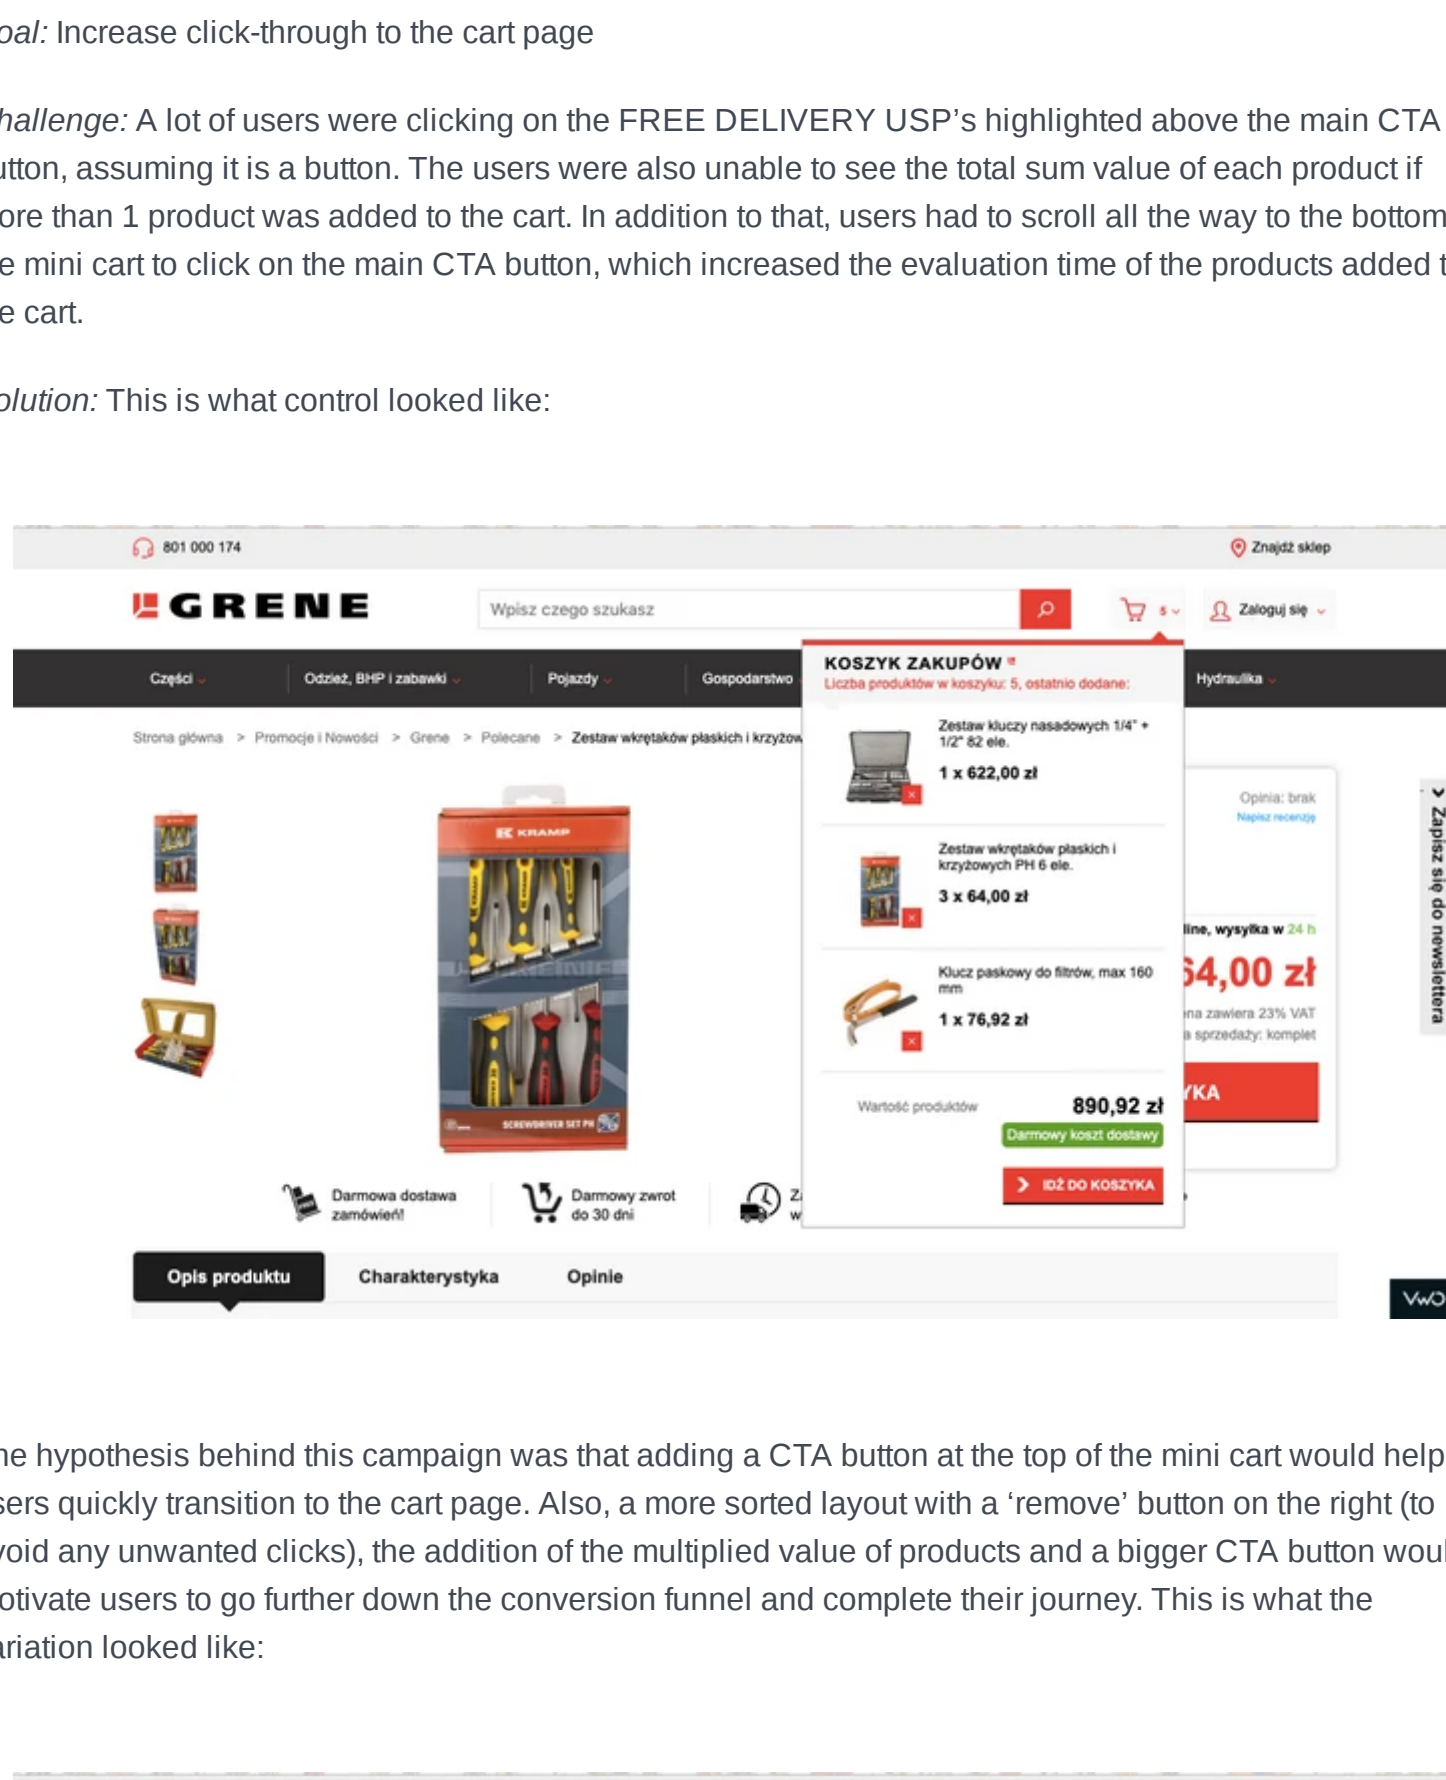 oal: Increase click-through to the cart page
hallenge: A lot of users were clicking on the FREE DELIVERY USP’s highlighted above the main CTA
utton, assuming it is a button. The users were also unable to see the total sum value of each product if
ore than 1 product was added to the cart. In addition to that, users had to scroll all the way to the bottom
e mini cart to click on the main CTA button, which increased the evaluation time of the products added t
e cart.
olution: This is what control looked like:
801 000 174
Znajdź sklep
GRENE
Wpisz czego szukasz
5
Zaloguj się
Części
Odzież, BHP i zabawki
Pojazdy
Gospodarstwo
Hydraulika
KOSZYK ZAKUPÓW
Liczba produktów w koszyku: 5, ostatnio dodane:
Strona główna > Promocje i Nowości > Grene > Polecane > Zestaw wkrętaków płaskich i krzyżow
Zestaw kluczy nasadowych 1/4" +
1/2" 82 ele.
1 x 622,00 zł
Zestaw wkrętaków płaskich i
krzyżowych PH 6 ele.
3 x 64,00 zł
Klucz paskowy do filtrów, max 160
mm
1 x 76,92 zł
Wartość produktów
890,92 zł
Darmowy koszt dostawy
IDŹ DO KOSZYKA
Opinia: brak
Napisz recenzję
line, wysyłka w 24 h
64,00 zł
na zawiera 23% VAT
a sprzedaży: komplet
YKA
Zapisz się do newslettera
KRAMP
SCREWDRIVER SET PH
Darmowa dostawa
zamówień!
Darmowy zwrot
do 30 dni
Z
w
Opis produktu
Charakterystyka
Opinie
VWO
he hypothesis behind this campaign was that adding a CTA button at the top of the mini cart would help
sers quickly transition to the cart page. Also, a more sorted layout with a ‘remove’ button on the right (to
void any unwanted clicks), the addition of the multiplied value of products and a bigger CTA button woul
otivate users to go further down the conversion funnel and complete their journey. This is what the
ariation looked like: